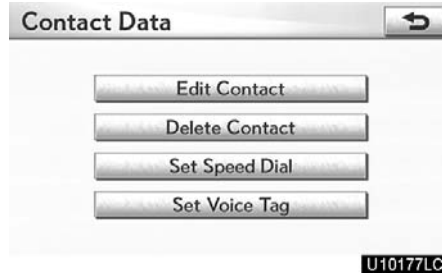 Contact Data
Edit Contact
Delete Contact
Set Speed Dial
Set Voice Tag
U10177LC